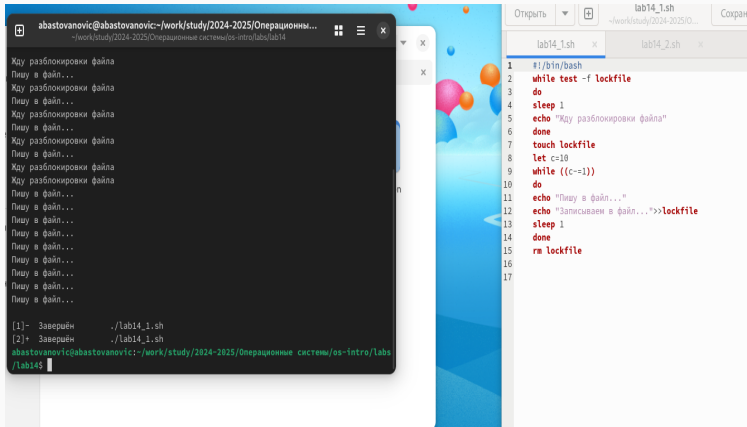 abastovanovic@abastovanovic:~/work/study/2024-2025/Операционны...
~/work/study/2024-2025/Операционные системы/os-intro/labs/lab14
Жду разблокировки файла
Пишу в файл...
Жду разблокировки файла
Пишу в файл...
Жду разблокировки файла
Пишу в файл...
Жду разблокировки файла
Пишу в файл...
Жду разблокировки файла
Жду разблокировки файла
Пишу в файл...
Пишу в файл...
Пишу в файл...
Пишу в файл...
Пишу в файл...
Пишу в файл...
Пишу в файл...
Пишу в файл...
Пишу в файл...
[1]- Завершён ./lab14_1.sh
[2]+ Завершён ./lab14_1.sh
abastovanovic@abastovanovic:~/work/study/2024-2025/Операционные системы/os-intro/labs
/lab14$
Открыть
lab14_1.sh
~/work/study/2024-2025/О...
Сохран
lab14_1.sh
lab14_2.sh
1 #!/bin/bash
2 while test -f lockfile
3 do
4 sleep 1
5 echo "Жду разблокировки файла"
6 done
7 touch lockfile
8 let c=10
9 while ((c-=1))
10 do
11 echo "Пишу в файл..."
12 echo "Записываем в файл...">>lockfile
13 sleep 1
14 done
15 rm lockfile
16
17